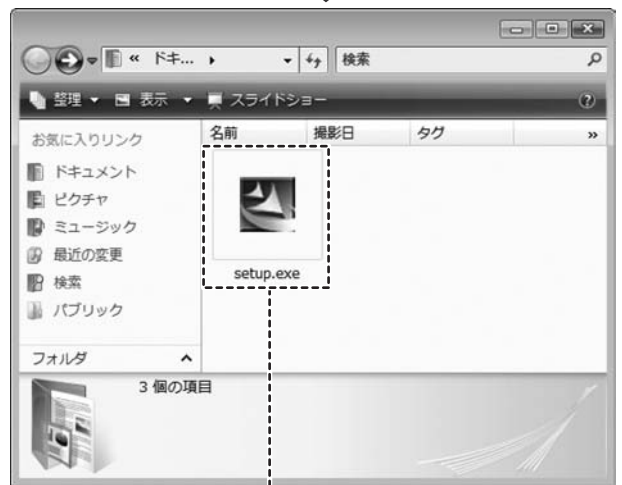 « ドキ...
検索
整理 表示 スライドショー
お気に入りリンク
名前 撮影日 タグ »
ドキュメント
ピクチャ
ミュージック
最近の変更
検索
パブリック
setup.exe
フォルダ
3 個の項目